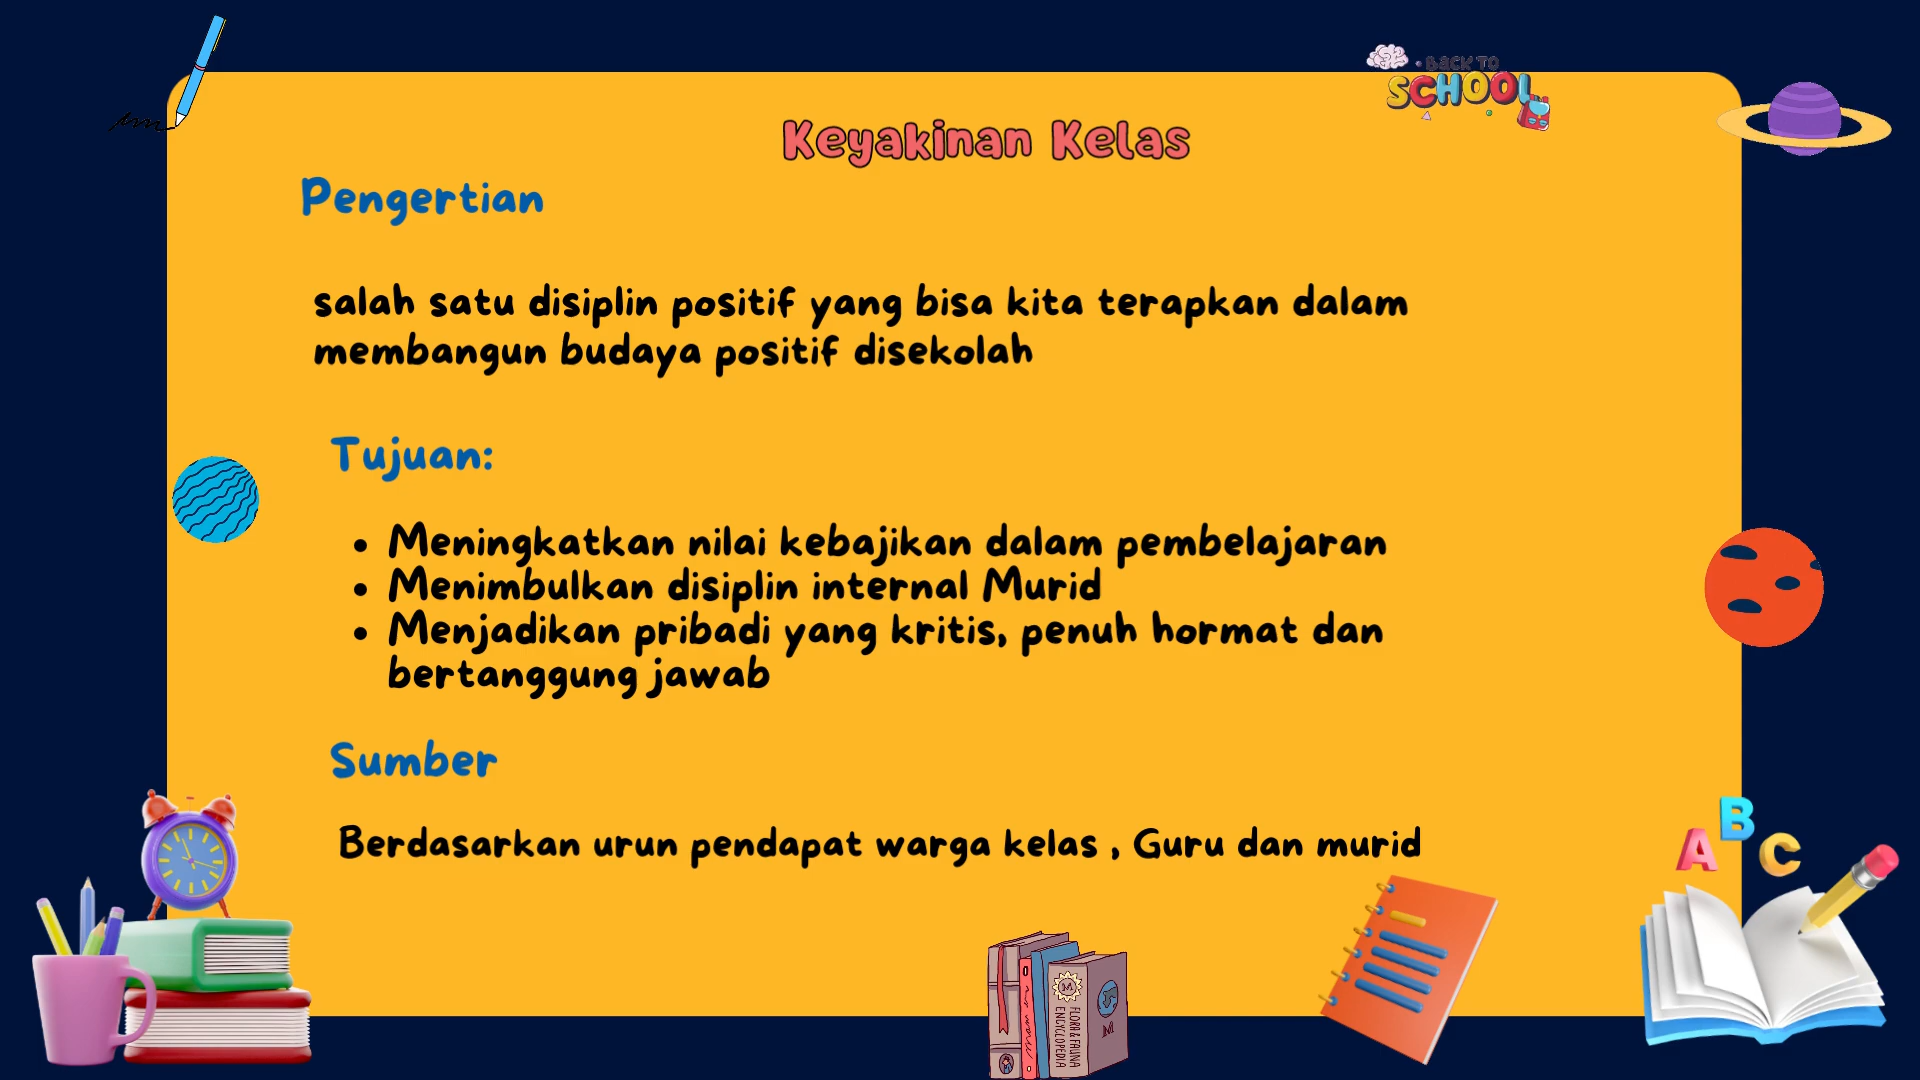 BACK TO
SCHOOL
Keyakinan Kelas
Pengertian
salah satu disiplin positif yang bisa kita terapkan dalam
membangun budaya positif disekolah
Tujuan:
• Meningkatkan nilai kebajikan dalam pembelajaran
• Menimbulkan disiplin internal Murid
• Menjadikan pribadi yang kritis, penuh hormat dan
bertanggung jawab
Sumber
Berdasarkan urun pendapat warga kelas , Guru dan murid
A B C
FLORA & FAUNA
ENCYCLOPEDIA
M
M